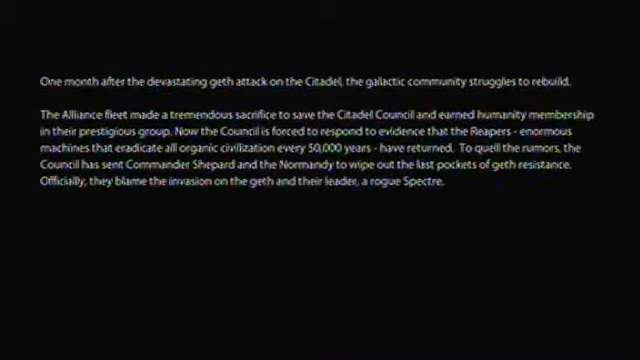 One month after the devastating geth attack on the Citadel, the galactic community struggles to rebuild.
The Alliance fleet made a tremendous sacrifice to save the Citadel Council and earned humanity membership
in their prestigious group. Now the Council is forced to respond to evidence that the Reapers - enormous
machines that eradicate all organic civilization every 50,000 years - have returned. To quell the rumors, the
Council has sent Commander Shepard and the Normandy to wipe out the last pockets of geth resistance.
Officially, they blame the invasion on the geth and their leader, a rogue Spectre.